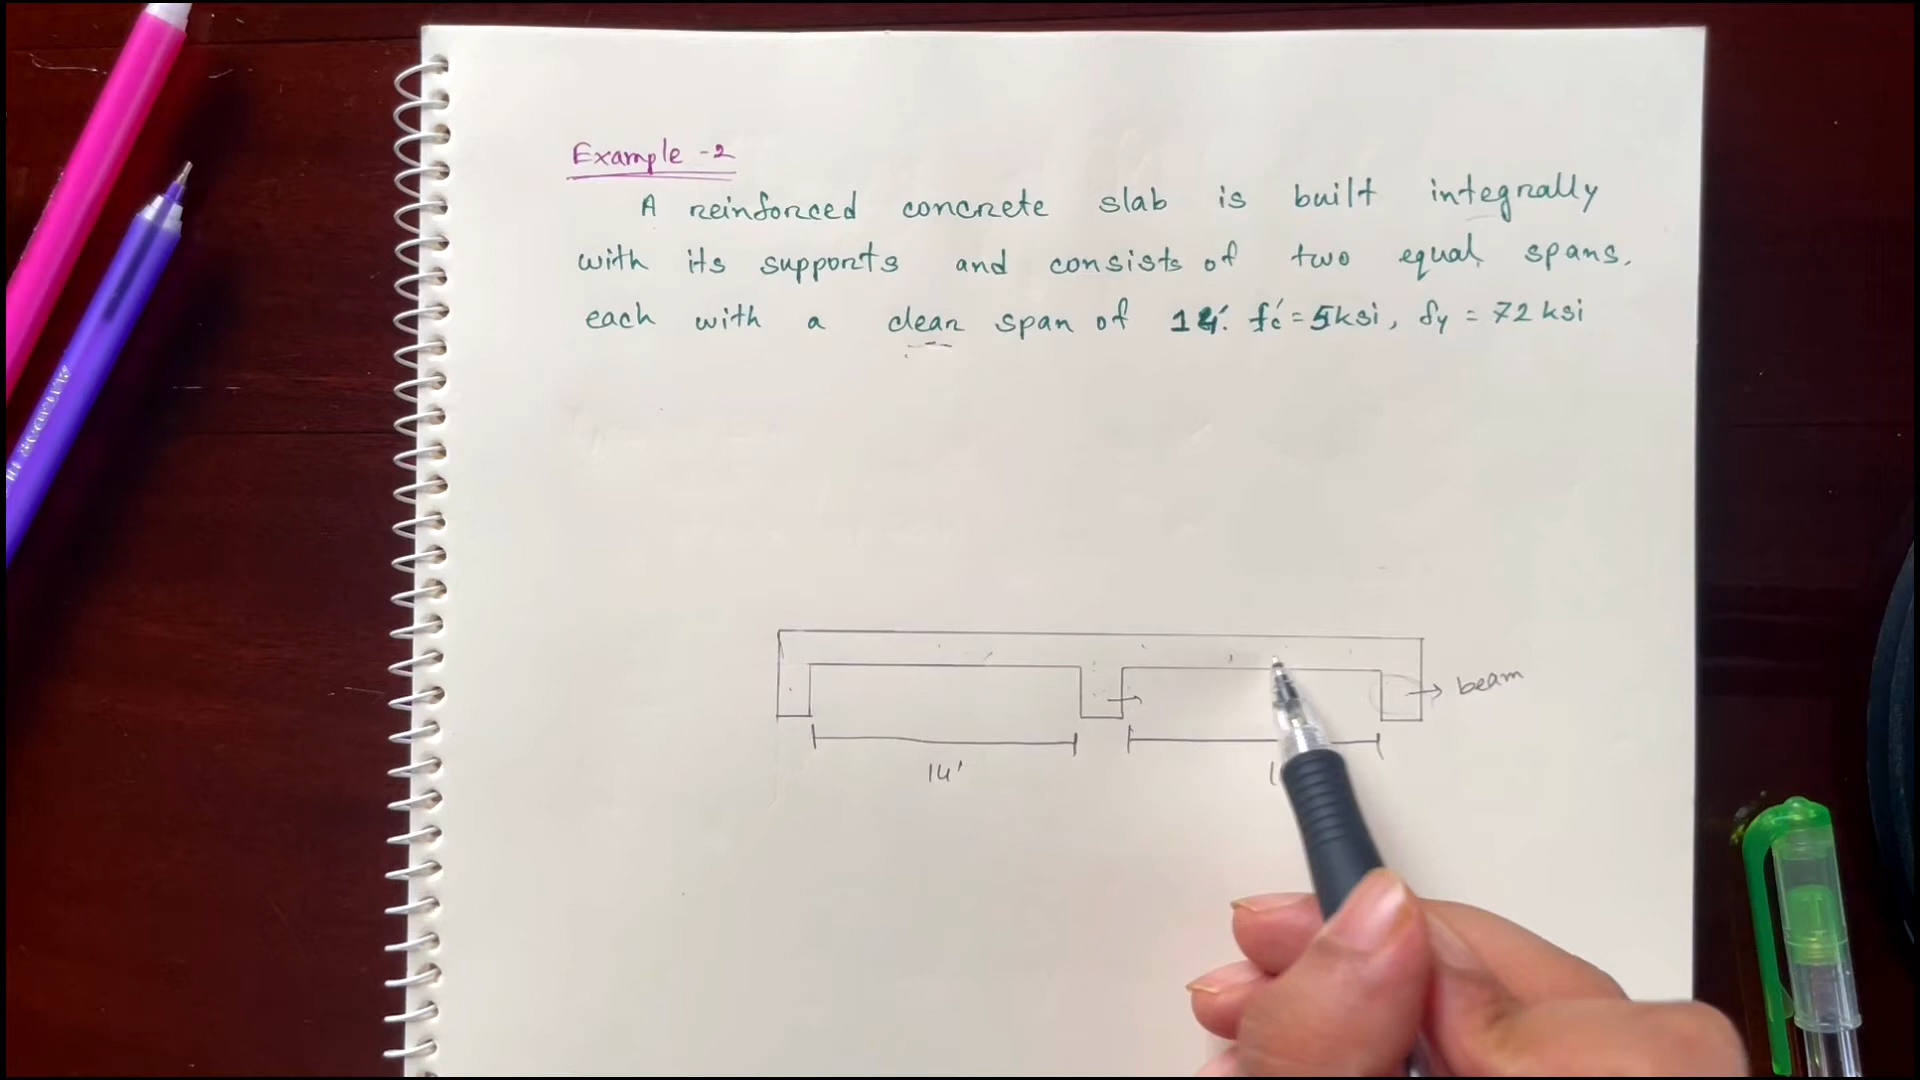 Example -2
A reinforced concrete slab is built integrally
with its supports and consists of two equal spans,
each with a clear span of 14'. f'c = 5ksi, fy = 72 ksi
beam
14'